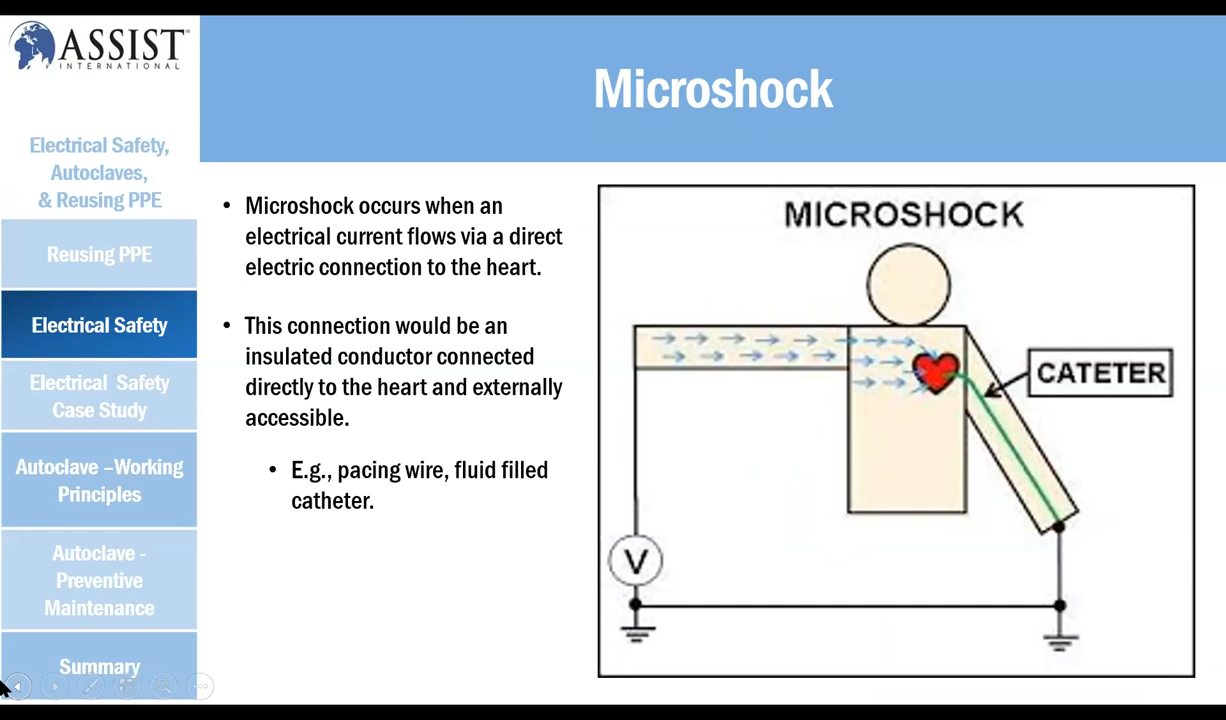 ASSIST
INTERNATIONAL
Microshock
Electrical Safety,
Autoclaves,
& Reusing PPE
Reusing PPE
Electrical Safety
Electrical Safety
Case Study
Autoclave –Working
Principles
Autoclave -
Preventive
Maintenance
Summary
• Microshock occurs when an
electrical current flows via a direct
electric connection to the heart.
• This connection would be an
insulated conductor connected
directly to the heart and externally
accessible.
• E.g., pacing wire, fluid filled
catheter.
MICROSHOCK
CATETER
V